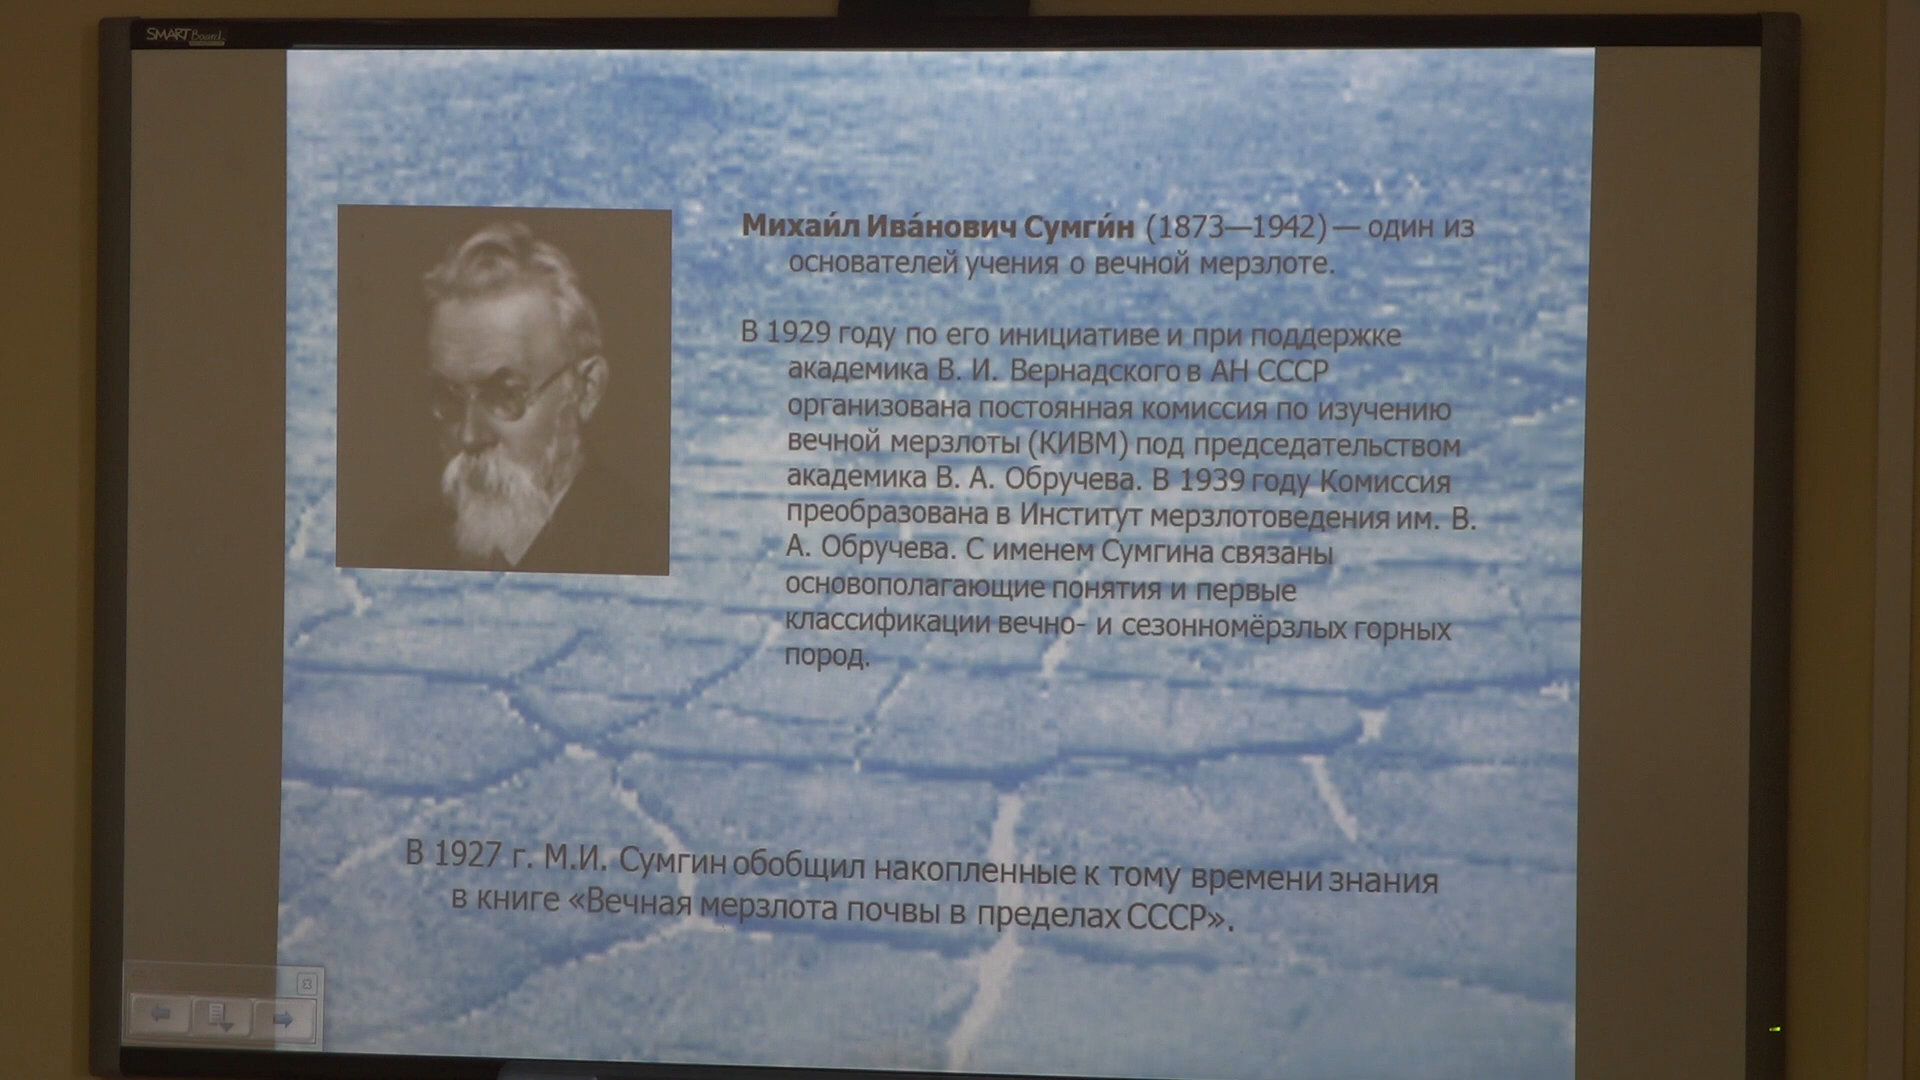 SMART Board
Михаи́л Ива́нович Сумги́н (1873—1942) — один из
основателей учения о вечной мерзлоте.
В 1929 году по его инициативе и при поддержке
академика В. И. Вернадского в АН СССР
организована постоянная комиссия по изучению
вечной мерзлоты (КИВМ) под председательством
академика В. А. Обручева. В 1939 году Комиссия
преобразована в Институт мерзлотоведения им. В.
А. Обручева. С именем Сумгина связаны
основополагающие понятия и первые
классификации вечно- и сезонномёрзлых горных
пород.
В 1927 г. М.И. Сумгин обобщил накопленные к тому времени знания
в книге «Вечная мерзлота почвы в пределах СССР».